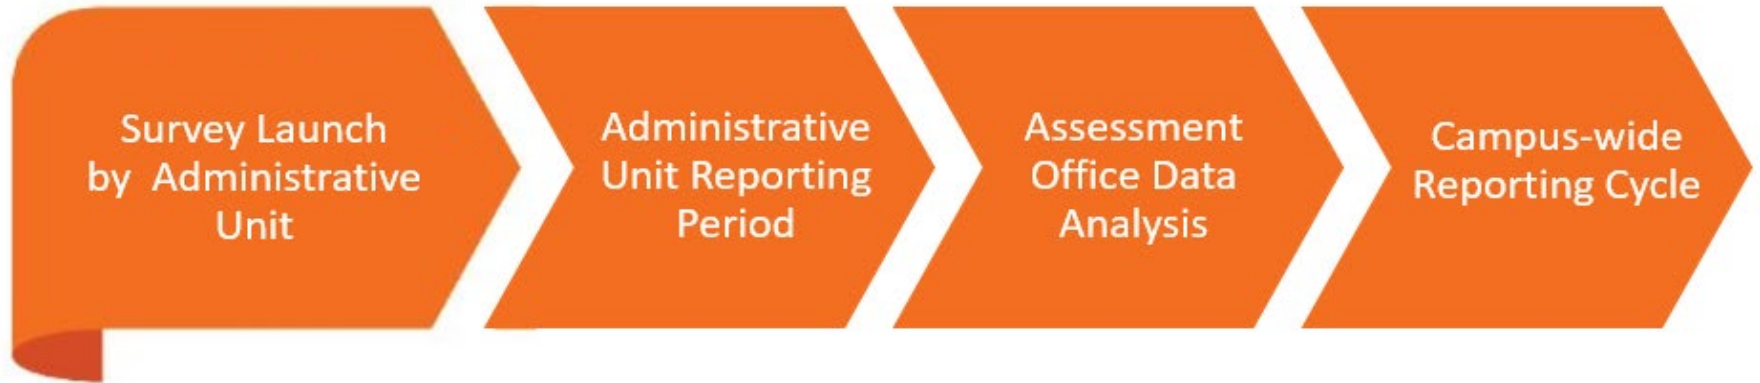 Survey Launch
by  Administrative
Unit
Administrative
Unit Reporting
Period
Assessment
Office Data
Analysis
Campus-wide
Reporting Cycle